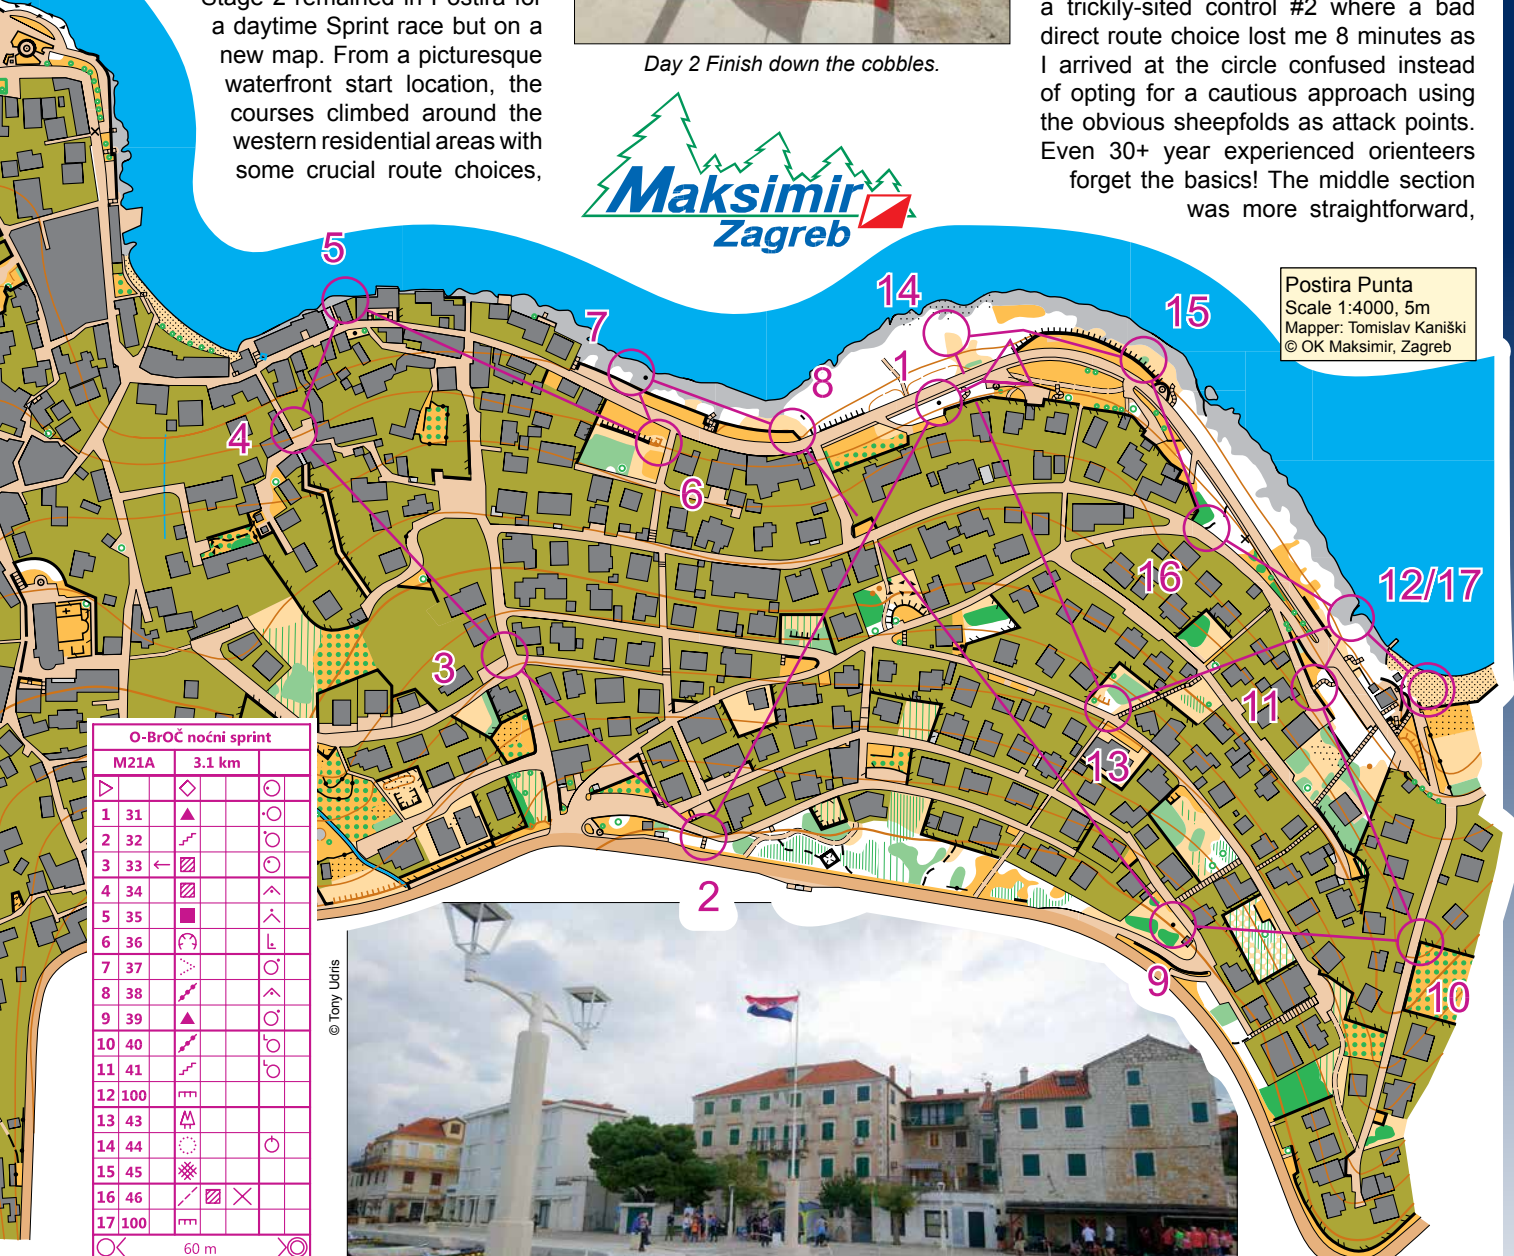 Stage 2 remained in Postira for
a daytime Sprint race but on a
new map. From a picturesque
waterfront start location, the
courses climbed around the
western residential areas with
some crucial route choices,
Day 2 Finish down the cobbles.
Maksimir
Zagreb
a trickily-sited control #2 where a bad
direct route choice lost me 8 minutes as
I arrived at the circle confused instead
of opting for a cautious approach using
the obvious sheepfolds as attack points.
Even 30+ year experienced orienteers
forget the basics! The middle section
was more straightforward,
Postira Punta
Scale 1:4000, 5m
Mapper: Tomislav Kaniški
© OK Maksimir, Zagreb
5
14
15
7
1
8
4
6
16
12/17
3
11
13
2
9
10
O-BrOČ noćni sprint
M21A 3.1 km
1 31
2 32
3 33
4 34
5 35
6 36
7 37
8 38
9 39
10 40
11 41
12 100
13 43
14 44
15 45
16 46
17 100
60 m
© Tony Udris